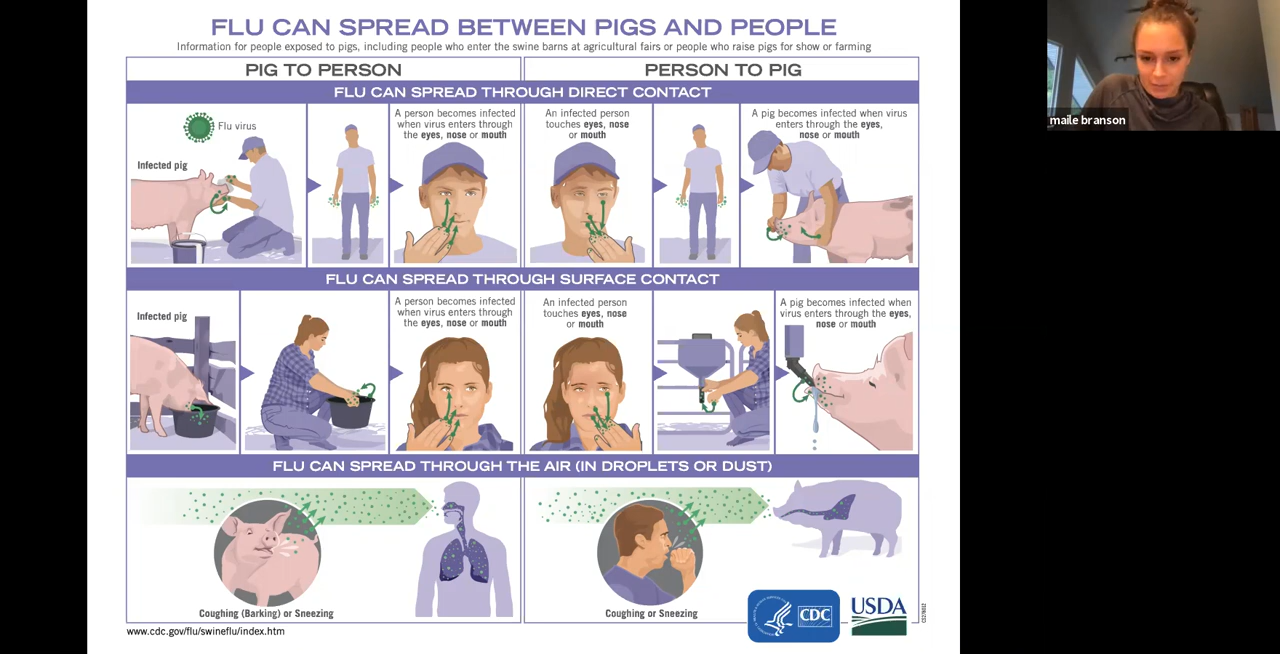 FLU CAN SPREAD BETWEEN PIGS AND PEOPLE
Information for people exposed to pigs, including people who enter the swine barns at agricultural fairs or people who raise pigs for show or farming
PIG TO PERSON
PERSON TO PIG
FLU CAN SPREAD THROUGH DIRECT CONTACT
Flu virus
Infected pig
A person becomes infected
when virus enters through
the eyes, nose or mouth
An infected person
touches eyes, nose
or mouth
A pig becomes infected when virus
enters through the eyes,
nose or mouth
FLU CAN SPREAD THROUGH SURFACE CONTACT
Infected pig
A person becomes infected
when virus enters through
the eyes, nose or mouth
An infected person
touches eyes, nose
or mouth
A pig becomes infected when
virus enters through the eyes,
nose or mouth
FLU CAN SPREAD THROUGH THE AIR (IN DROPLETS OR DUST)
Coughing (Barking) or Sneezing
Coughing or Sneezing
CDC
USDA
www.cdc.gov/flu/swineflu/index.htm
maile branson